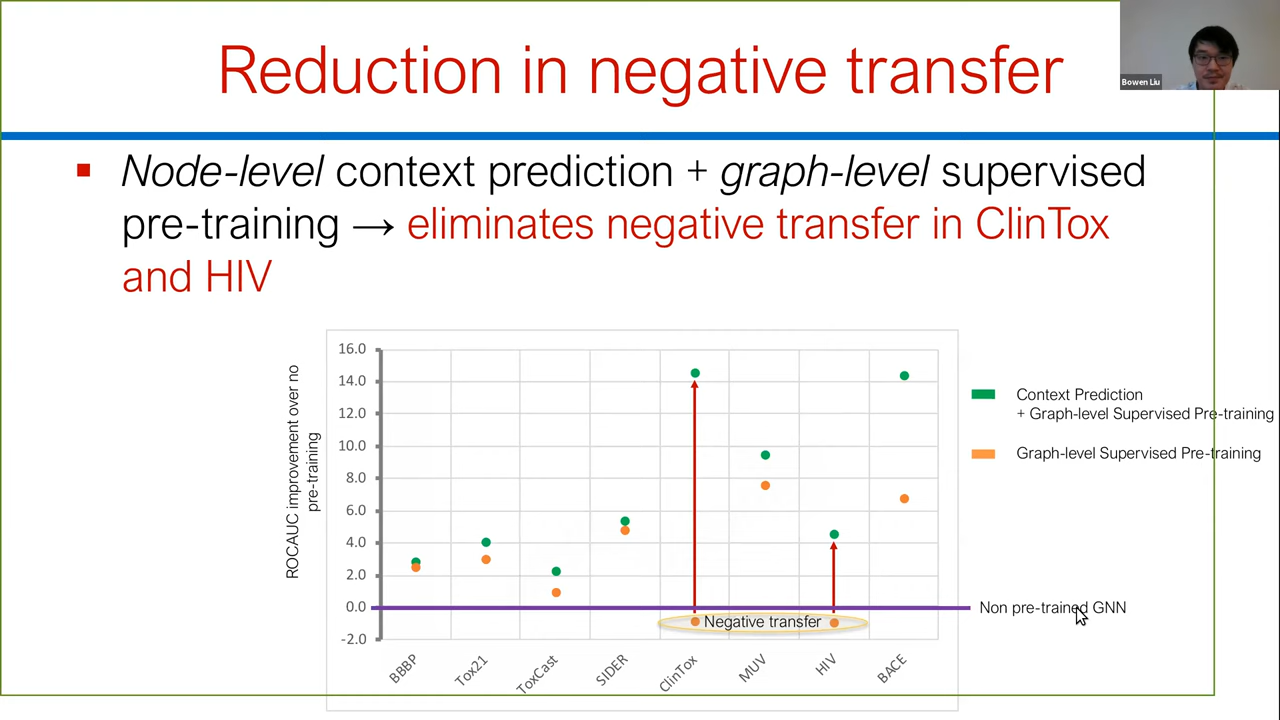 Reduction in negative transfer
Bowen Liu
Node-level context prediction + graph-level supervised
pre-training → eliminates negative transfer in ClinTox
and HIV
ROCAUC improvement over no
pre-training
16.0
14.0
12.0
10.0
8.0
6.0
4.0
2.0
0.0
-2.0
Negative transfer
BBBP
Tox21
ToxCast
SIDER
ClinTox
MUV
HIV
BACE
Context Prediction
+ Graph-level Supervised Pre-training
Graph-level Supervised Pre-training
Non pre-trained GNN